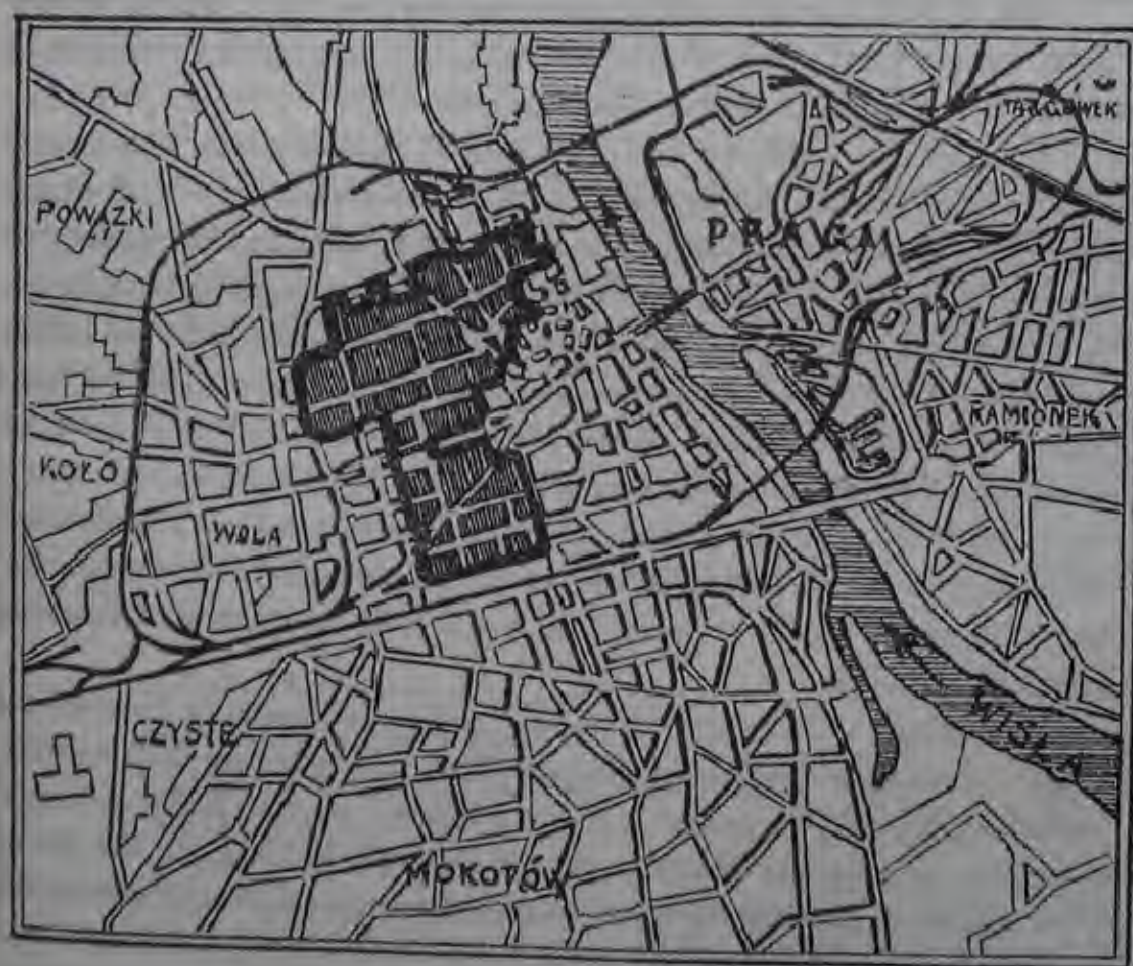 TARGÓWEK
POWĄZKI
PRAGA
KAMIONEK
KOŁO
WOLA
WISŁA
CZYSTE
MOKOTÓW